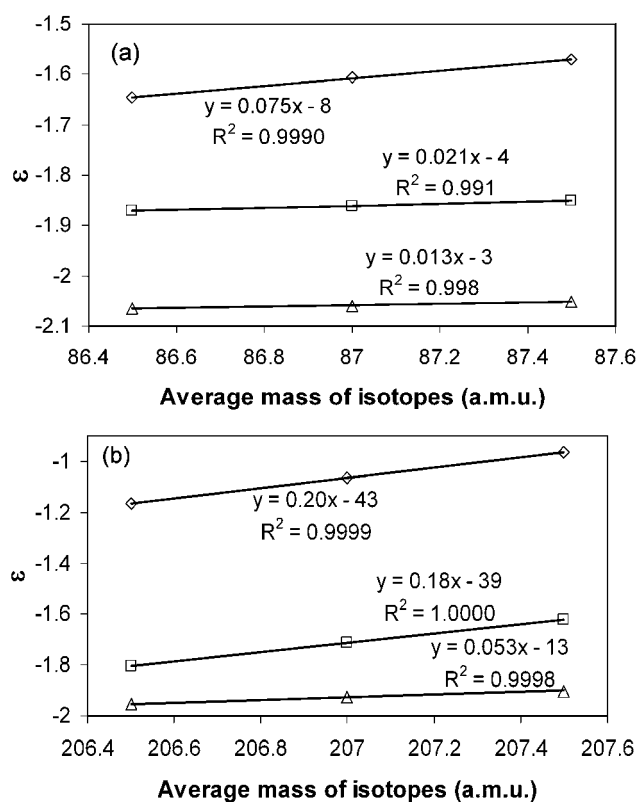 (a)
-1.5
-1.6
-1.7
-1.8
-1.9
-2
-2.1
ε
y = 0.075x - 8
R² = 0.9990
y = 0.021x - 4
R² = 0.991
y = 0.013x - 3
R² = 0.998
86.4 86.6 86.8 87 87.2 87.4 87.6
Average mass of isotopes (a.m.u.)
(b)
-1
-1.2
-1.4
-1.6
-1.8
-2
ε
y = 0.20x - 43
R² = 0.9999
y = 0.18x - 39
R² = 1.0000
y = 0.053x - 13
R² = 0.9998
206.4 206.6 206.8 207 207.2 207.4 207.6
Average mass of isotopes (a.m.u.)